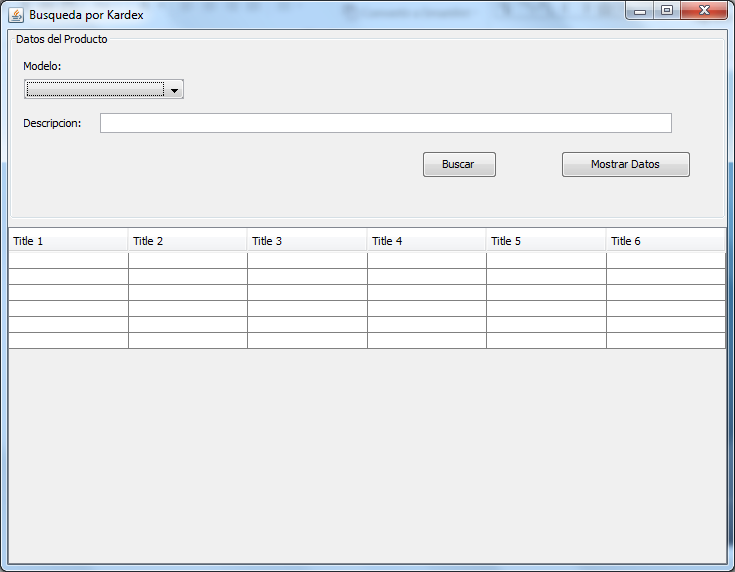 Busqueda por Kardex
Datos del Producto
Modelo:
Descripcion:
Buscar Mostrar Datos
Title 1 Title 2 Title 3 Title 4 Title 5 Title 6